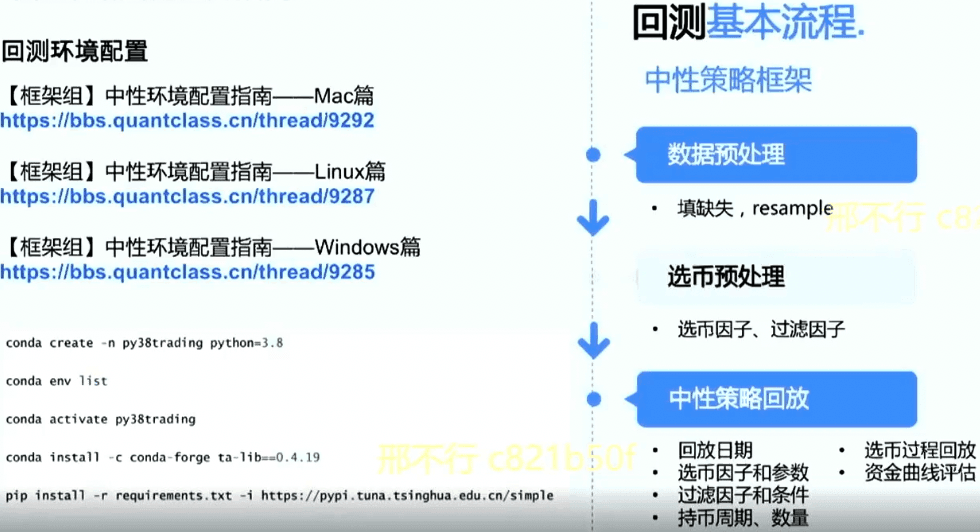 回测环境配置
【框架组】中性环境配置指南——Mac篇
https://bbs.quantclass.cn/thread/9292
【框架组】中性环境配置指南——Linux篇
https://bbs.quantclass.cn/thread/9287
【框架组】中性环境配置指南——Windows篇
https://bbs.quantclass.cn/thread/9285
conda create -n py38trading python=3.8
conda env list
conda activate py38trading
conda install -c conda-forge ta-lib==0.4.19
pip install -r requirements.txt -i https://pypi.tuna.tsinghua.edu.cn/simple
邢不行 c821b50f
回测基本流程.
中性策略框架
数据预处理
• 填缺失，resample
邢不行 c82
选币预处理
• 选币因子、过滤因子
中性策略回放
• 回放日期
• 选币因子和参数
• 过滤因子和条件
• 持币周期、数量
• 选币过程回放
• 资金曲线评估